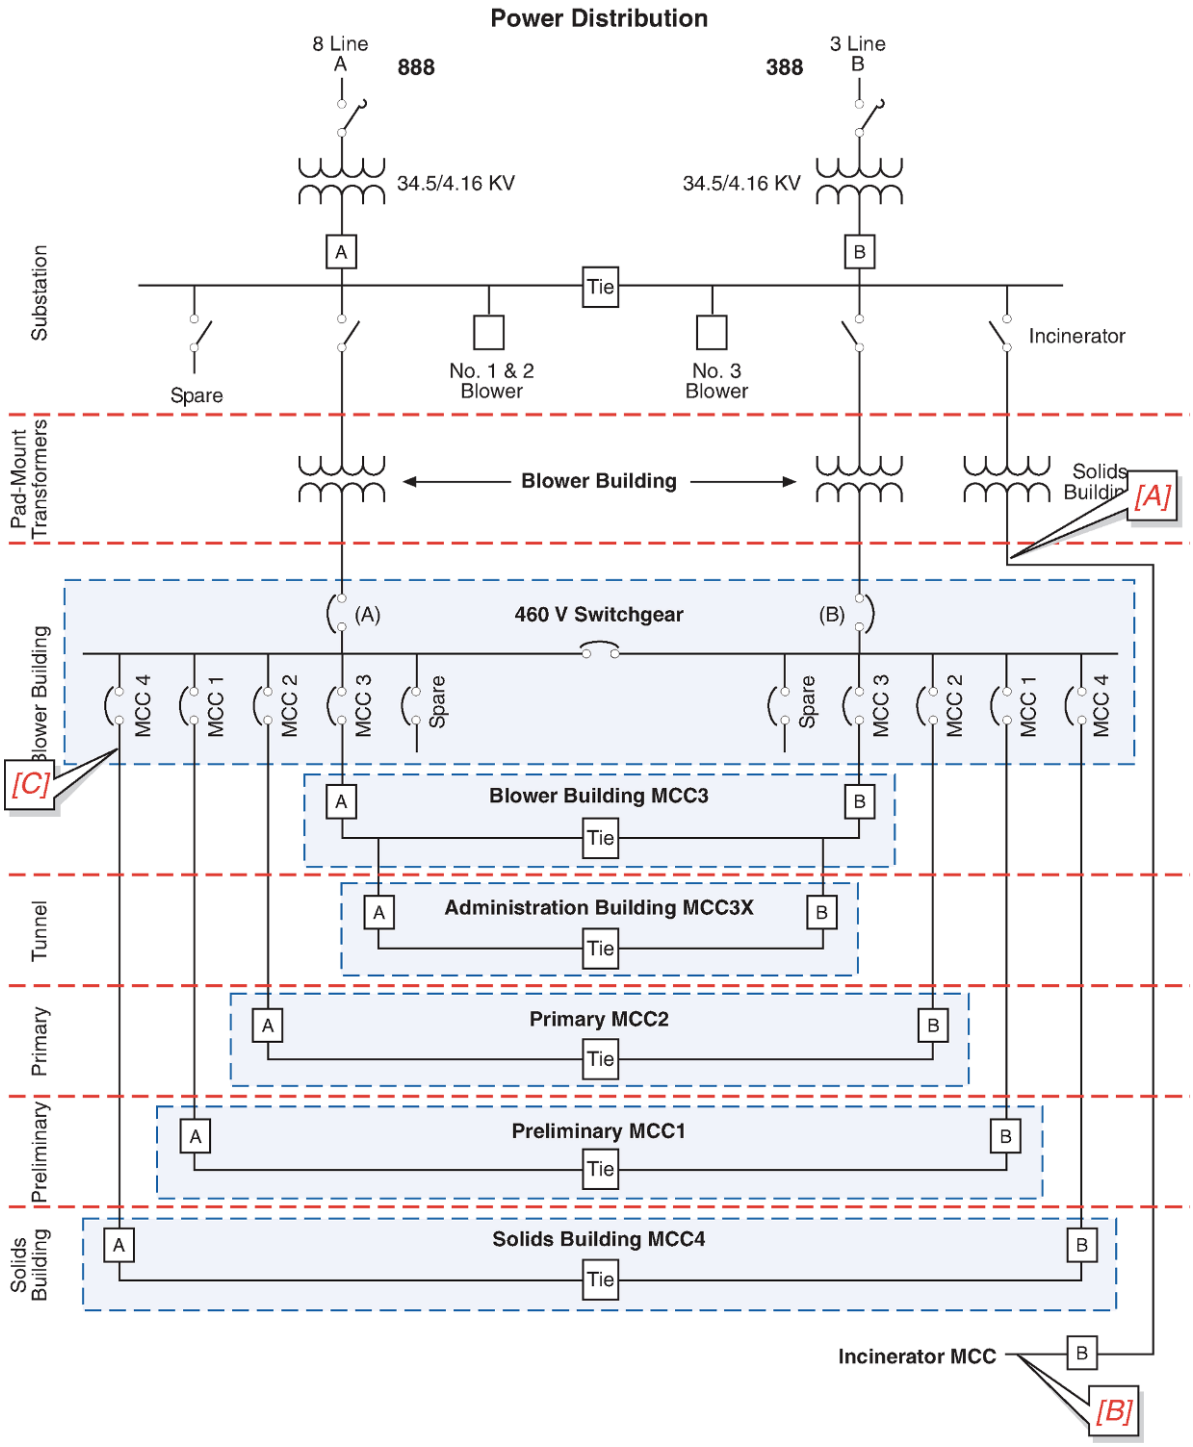 Power Distribution
8 Line
A
888
3 Line
B
388
34.5/4.16 KV
34.5/4.16 KV
A
B
Substation
Tie
Spare
No. 1 & 2
Blower
No. 3
Blower
Incinerator
Pad-Mount
Transformers
Blower Building
Solids
Buildin
[A]
Blower Building
(A)
460 V Switchgear
(B)
MCC 4
MCC 1
MCC 2
MCC 3
Spare
Spare
MCC 3
MCC 2
MCC 1
MCC 4
[C]
A
Blower Building MCC3
B
Tie
Tunnel
A
Administration Building MCC3X
B
Tie
Primary
A
Primary MCC2
B
Tie
Preliminary
A
Preliminary MCC1
B
Tie
Solids
Building
A
Solids Building MCC4
B
Tie
Incinerator MCC
B
[B]